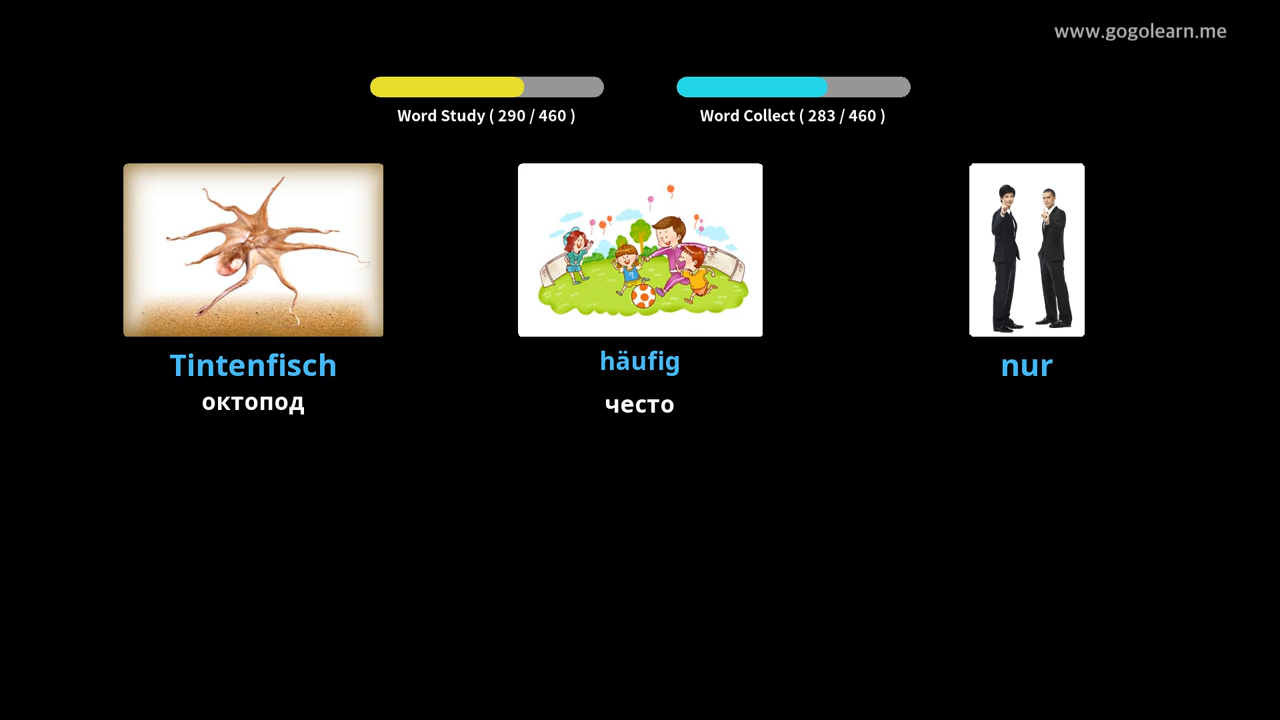 www.gogolearn.me
Word Study ( 290 / 460 )
Word Collect ( 283 / 460 )
Tintenfisch
октопод
häufig
често
nur